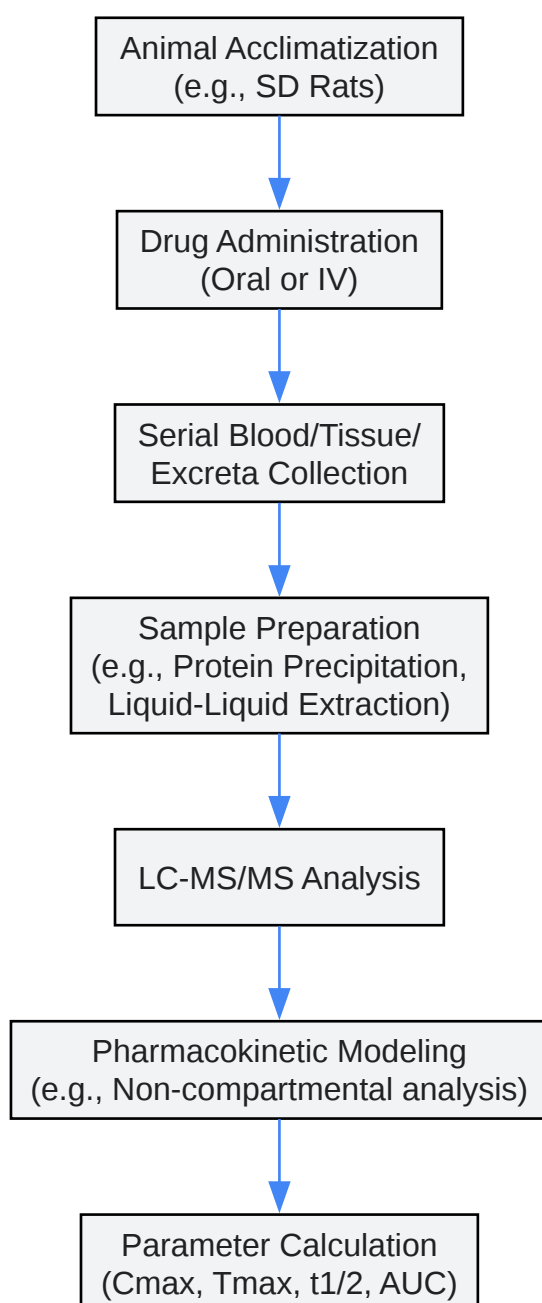 Animal Acclimatization
(e.g., SD Rats)
Drug Administration
(Oral or IV)
Serial Blood/Tissue/
Excreta Collection
Sample Preparation
(e.g., Protein Precipitation,
Liquid-Liquid Extraction)
LC-MS/MS Analysis
Pharmacokinetic Modeling
(e.g., Non-compartmental analysis)
Parameter Calculation
(Cmax, Tmax, t1/2, AUC)